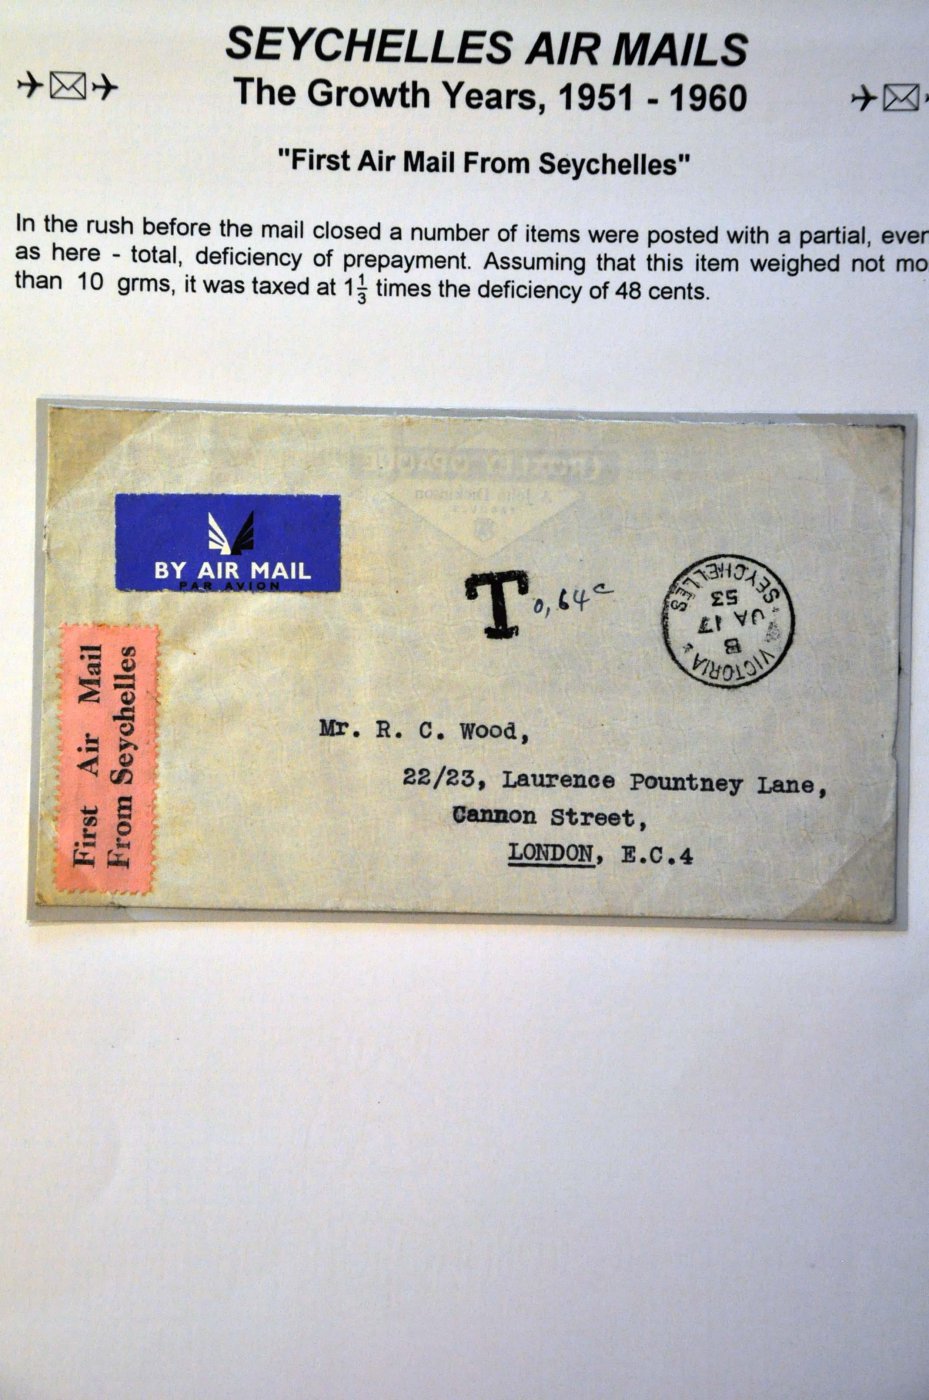 SEYCHELLES AIR MAILS
The Growth Years, 1951 - 1960
"First Air Mail From Seychelles"
In the rush before the mail closed a number of items were posted with a partial, even
as here - total, deficiency of prepayment. Assuming that this item weighed not mo
than 10 grms, it was taxed at 1⅓ times the deficiency of 48 cents.
BY AIR MAIL
PAR AVION
T 0,64 c
VICTORIA
B
JA 17
53
SEYCHELLES
First Air Mail
From Seychelles
Mr. R. C. Wood,
22/23, Laurence Pountney Lane,
Cannon Street,
LONDON, E.C.4
A John Dickinson